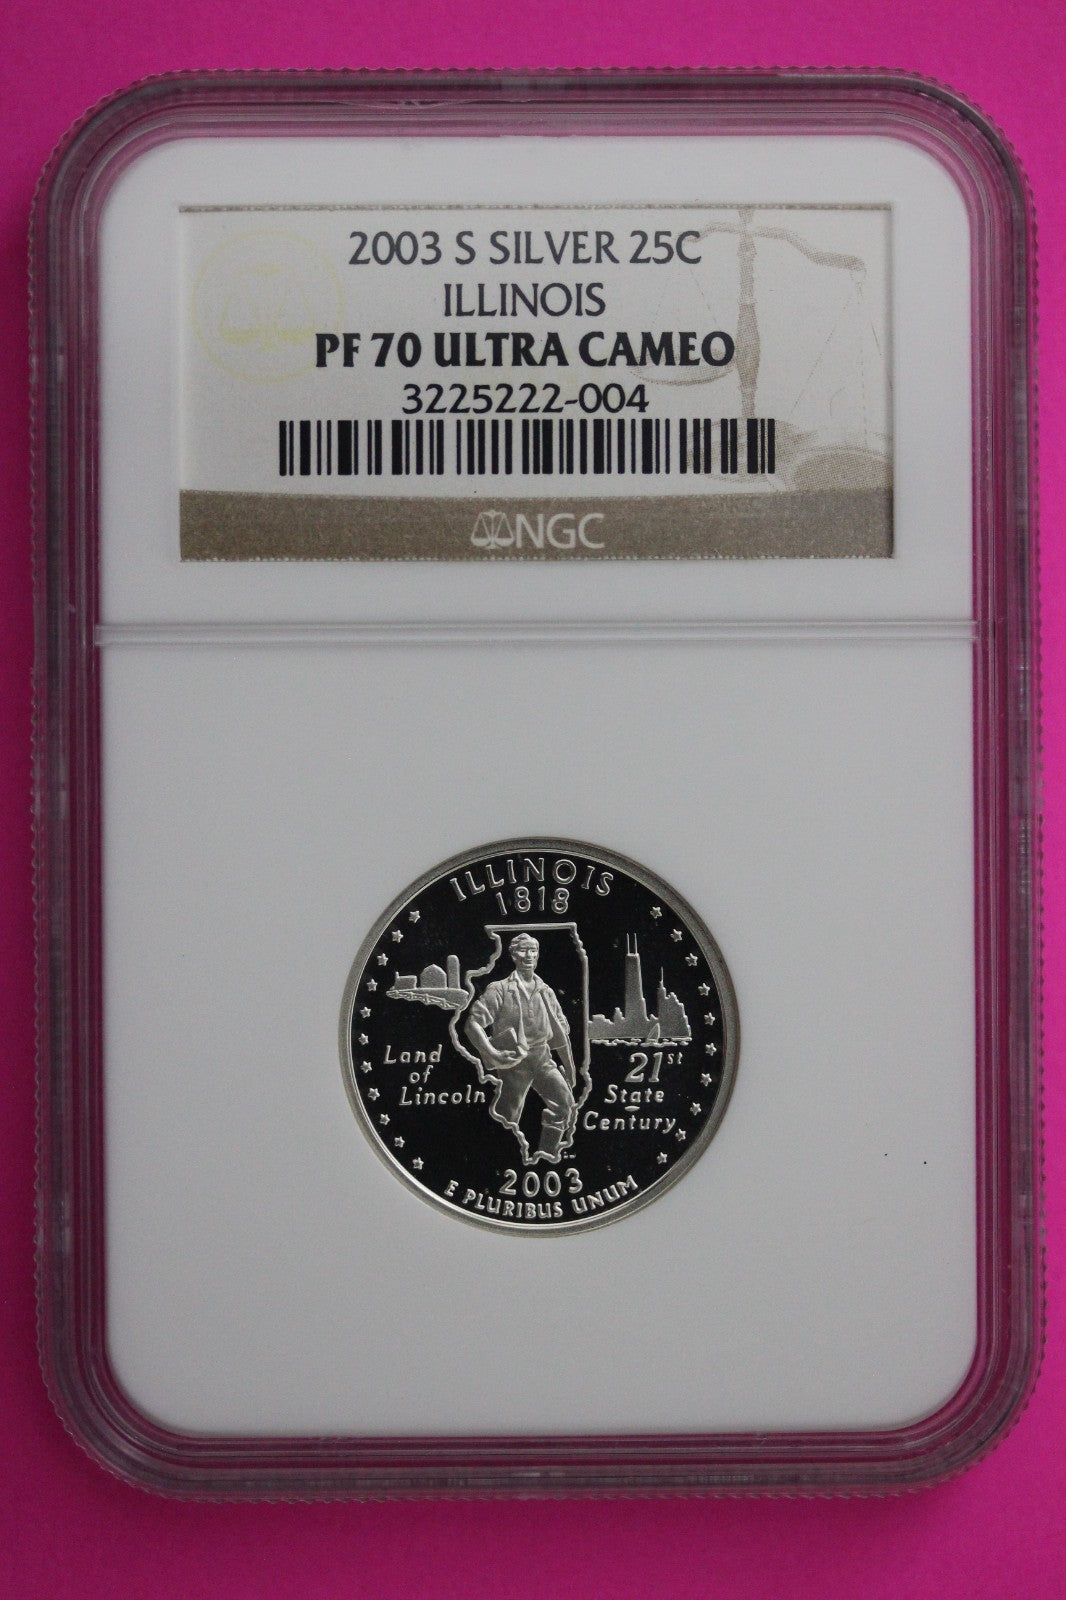 2003 S SILVER 25C
ILLINOIS
PF 70 ULTRA CAMEO
3225222-004
NGC
ILLINOIS
1818
Land
of
Lincoln
21st
State
Century
2003
E PLURIBUS UNUM